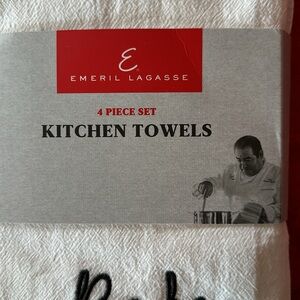 E
EMERIL LAGASSE
4 PIECE SET
KITCHEN TOWELS